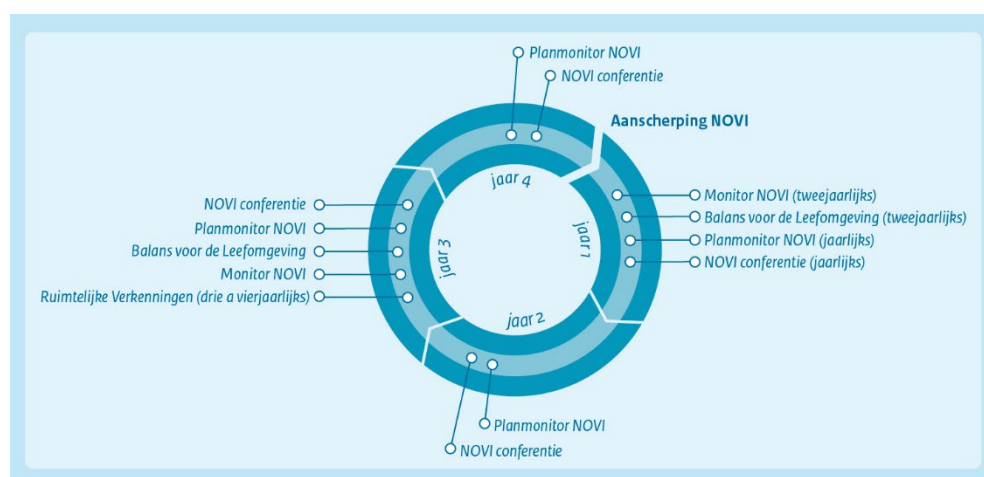 Planmonitor NOVI
NOVI conferentie
Aanscherping NOVI
jaar 4
Monitor NOVI (tweejaarlijks)
Balans voor de Leefomgeving (tweejaarlijks)
Planmonitor NOVI (jaarlijks)
NOVI conferentie (jaarlijks)
jaar 1
jaar 2
Planmonitor NOVI
NOVI conferentie
jaar 3
NOVI conferentie
Planmonitor NOVI
Balans voor de Leefomgeving
Monitor NOVI
Ruimtelijke Verkenningen (drie a vierjaarlijks)